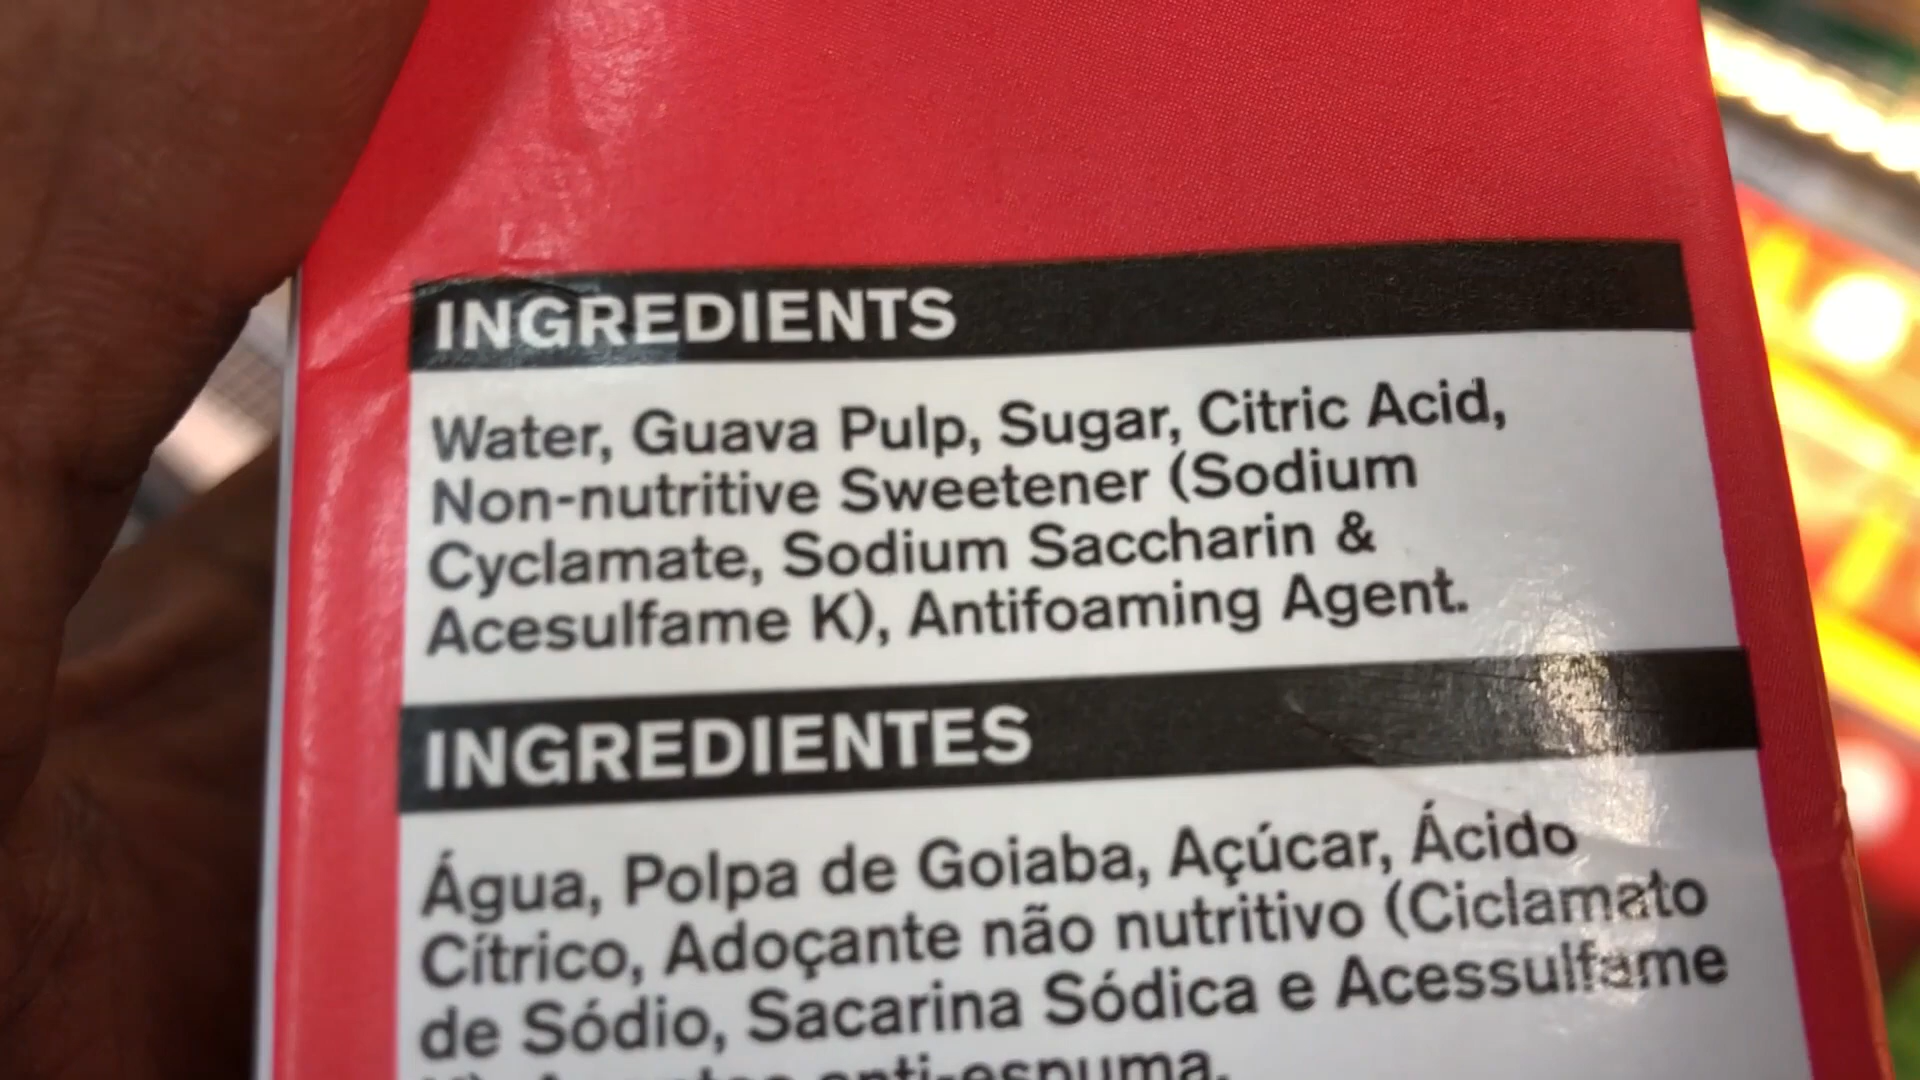 INGREDIENTS
Water, Guava Pulp, Sugar, Citric Acid,
Non-nutritive Sweetener (Sodium
Cyclamate, Sodium Saccharin &
Acesulfame K), Antifoaming Agent.
INGREDIENTES
Água, Polpa de Goiaba, Açúcar, Ácido
Cítrico, Adoçante não nutritivo (Ciclamato
de Sódio, Sacarina Sódica e Acessulfame
anti-espuma.